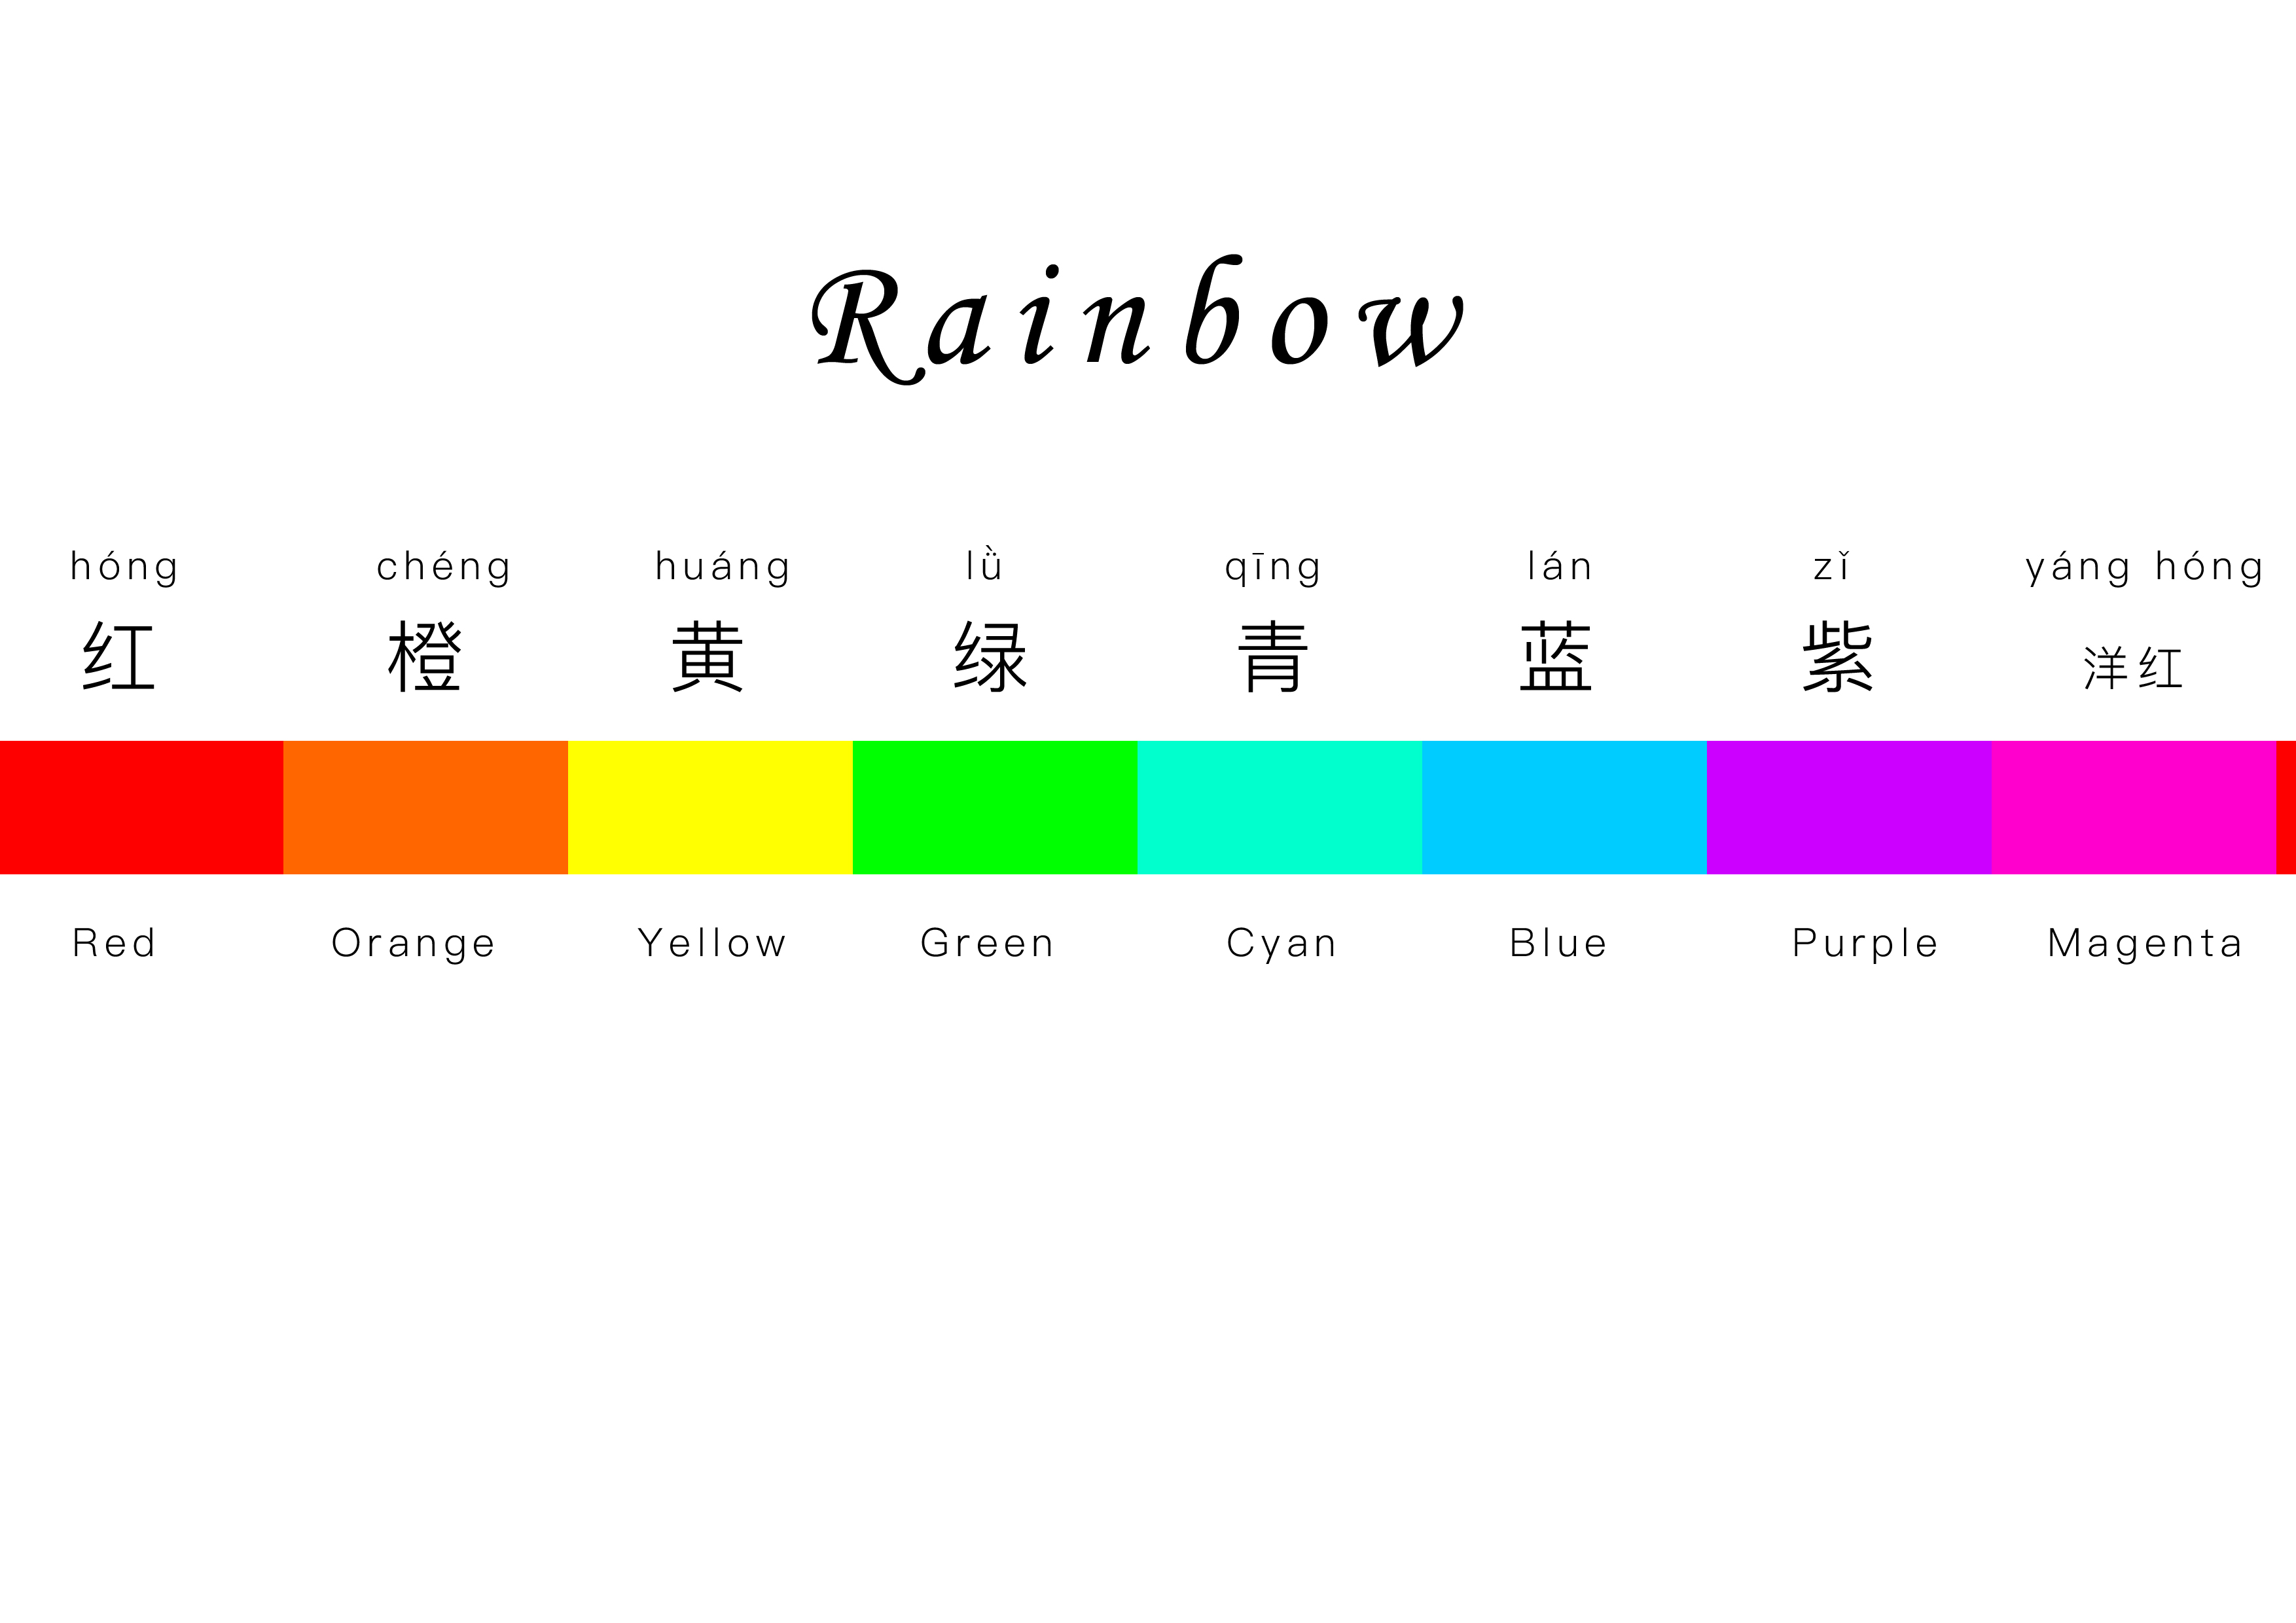 Rainbow
hóng chéng huáng lǜ qīng lán zǐ yáng hóng
红 橙 黄 绿 青 蓝 紫 洋红
Red Orange Yellow Green Cyan Blue Purple Magenta